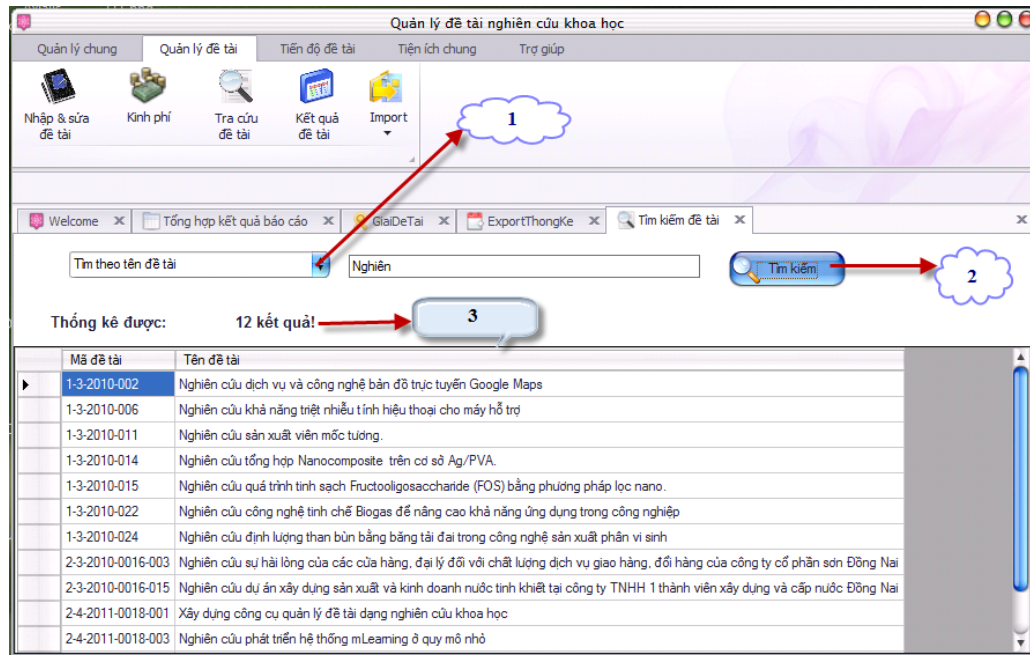 Quản lý đề tài nghiên cứu khoa học
Quản lý chung Quản lý đề tài Tiến độ đề tài Tiện ích chung Trợ giúp
Nhập & sửa đề tài Kinh phí Tra cứu đề tài Kết quả đề tài Import
1
Welcome Tổng hợp kết quả báo cáo GiaiDeTai ExportThongKe Tìm kiếm đề tài
Tìm theo tên đề tài Nghiên Tìm kiếm 2
Thống kê được: 12 kết quả! 3
Mã đề tài Tên đề tài
1-3-2010-002 Nghiên cứu dịch vụ và công nghệ bản đồ trực tuyến Google Maps
1-3-2010-006 Nghiên cứu khả năng triệt nhiễu tính hiệu thoại cho máy hỗ trợ
1-3-2010-011 Nghiên cứu sản xuất viên mốc tương.
1-3-2010-014 Nghiên cứu tổng hợp Nanocomposite trên cơ sở Ag/PVA.
1-3-2010-015 Nghiên cứu quá trình tinh sạch Fructooligosaccharide (FOS) bằng phương pháp lọc nano.
1-3-2010-022 Nghiên cứu công nghệ tinh chế Biogas để nâng cao khả năng ứng dụng trong công nghiệp
1-3-2010-024 Nghiên cứu định lượng than bùn bằng băng tải đai trong công nghệ sản xuất phân vi sinh
2-3-2010-0016-003 Nghiên cứu sự hài lòng của các cửa hàng, đại lý đối với chất lượng dịch vụ giao hàng, đổi hàng của công ty cổ phần sơn Đồng Nai
2-3-2010-0016-015 Nghiên cứu dự án xây dựng sản xuất và kinh doanh nước tinh khiết tại công ty TNHH 1 thành viên xây dựng và cấp nước Đồng Nai
2-4-2011-0018-001 Xây dựng công cụ quản lý đề tài dạng nghiên cứu khoa học
2-4-2011-0018-003 Nghiên cứu phát triển hệ thống mLearning ở quy mô nhỏ